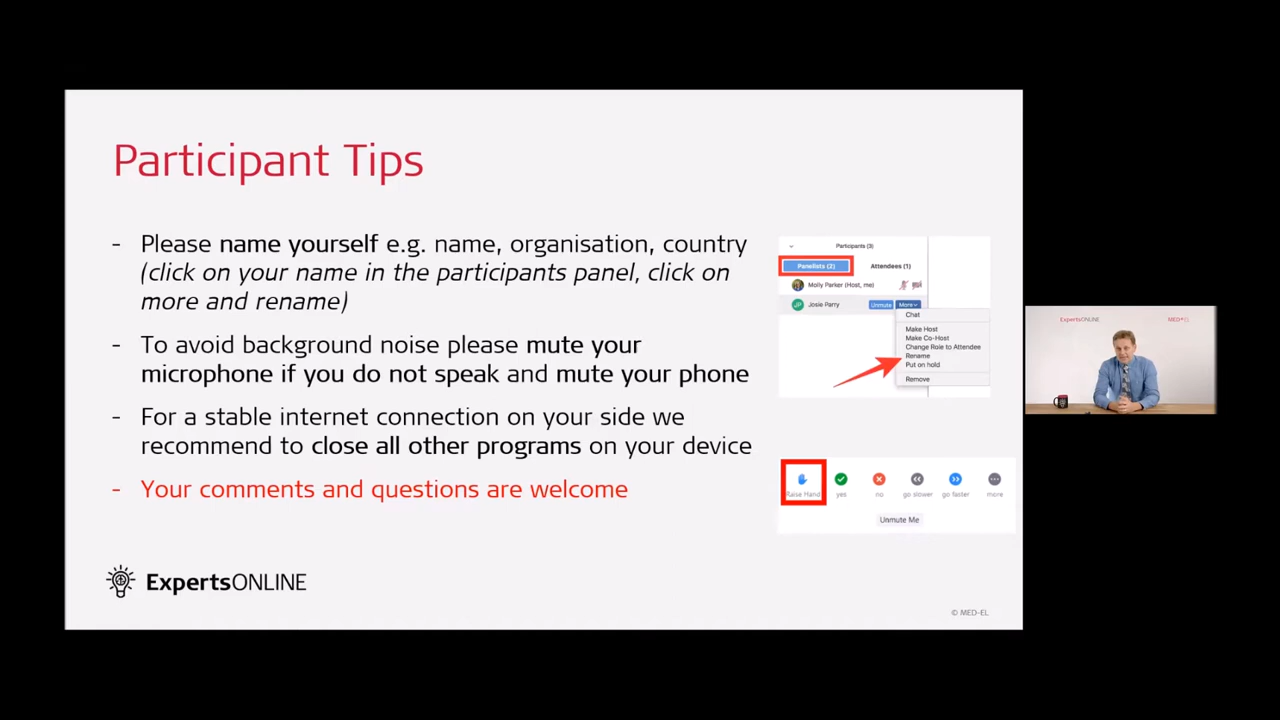 Participant Tips
- Please name yourself e.g. name, organisation, country
(click on your name in the participants panel, click on
more and rename)
- To avoid background noise please mute your
microphone if you do not speak and mute your phone
- For a stable internet connection on your side we
recommend to close all other programs on your device
- Your comments and questions are welcome
Participants (3)
Panelists (2) Attendees (1)
Molly Parker (Host, me)
JP Josie Parry Unmute More
Chat
Make Host
Make Co-Host
Change Role to Attendee
Rename
Put on hold
Remove
Raise Hand yes no go slower go faster more
Unmute Me
ExpertsONLINE
© MED-EL
ExpertsONLINE MED EL